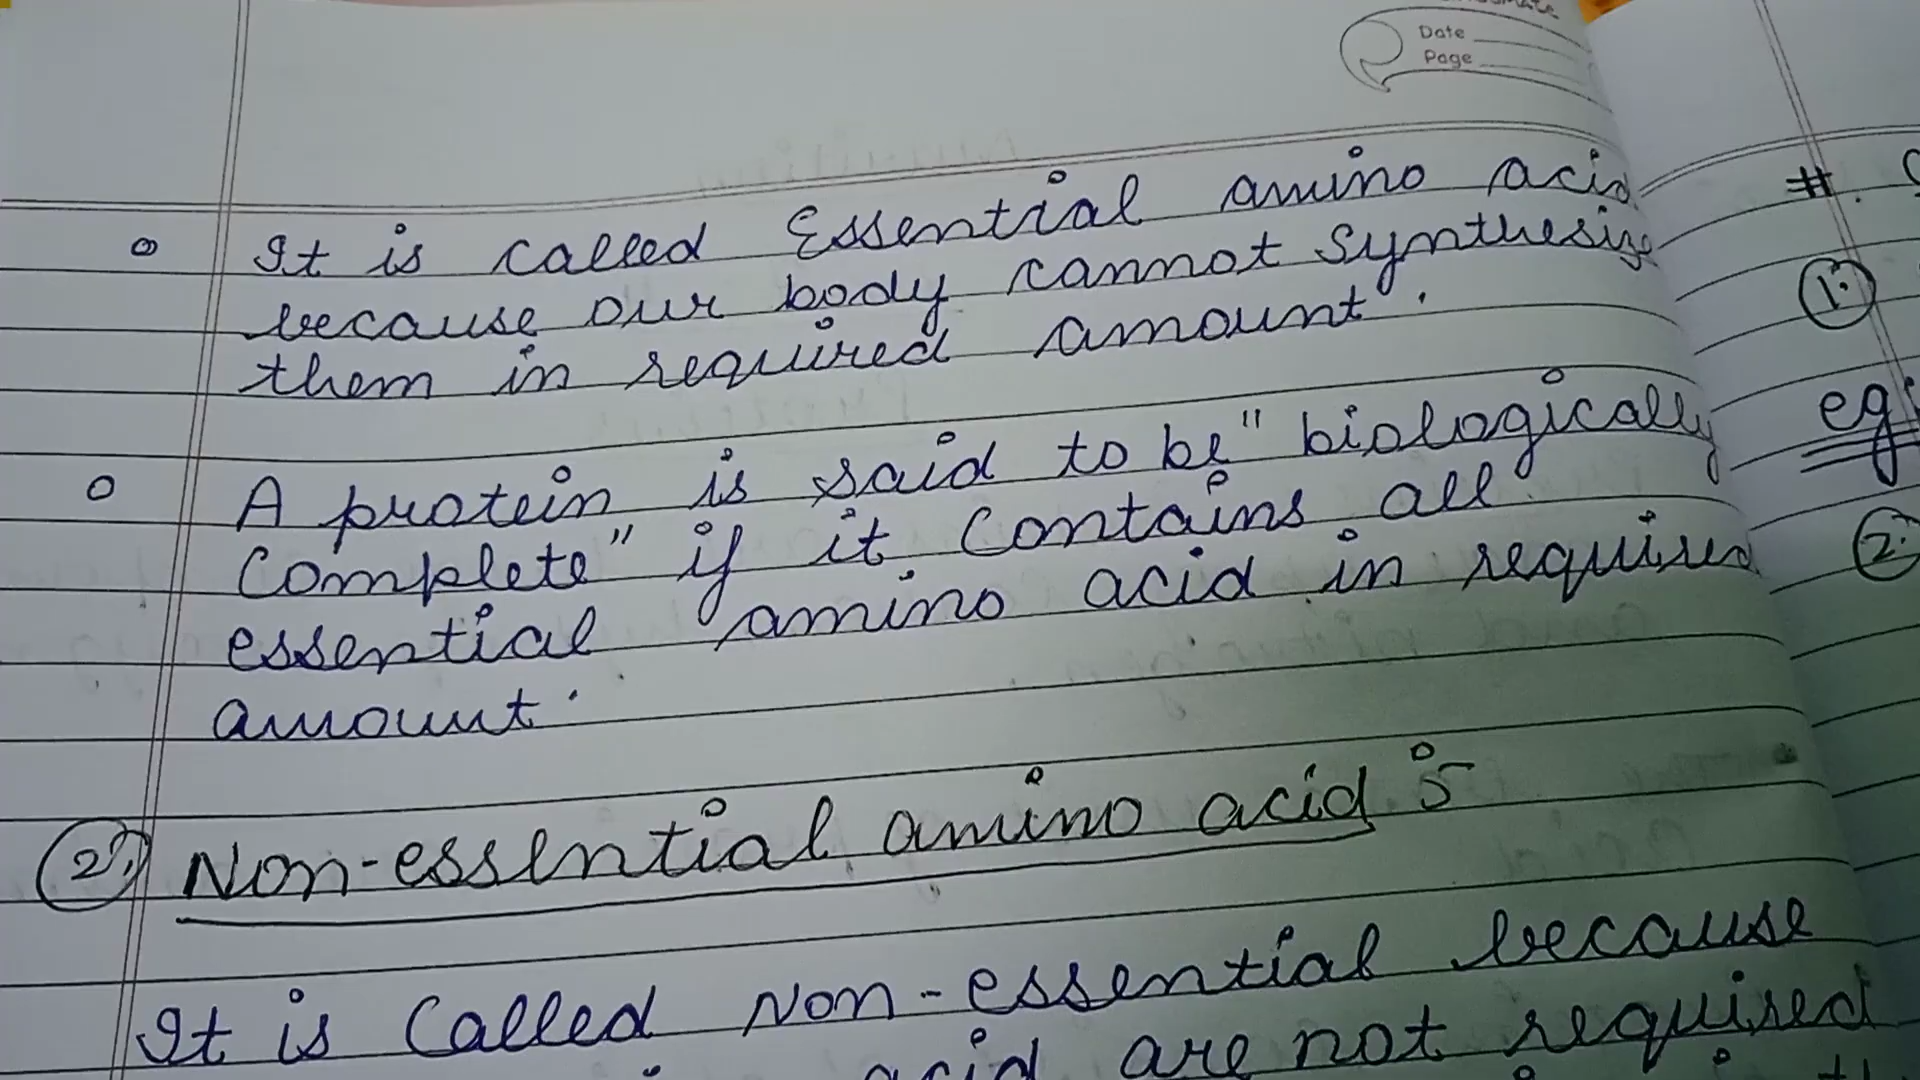 Date
Page
o It is called Essential amino acid
because our body cannot synthesize
them in required amount.
o A protein is said to be "biologically
Complete" if it contains all
essential amino acid in required
amount.
2. Non-essential amino acid :-
It is called Non-essential because
acid are not required
#
1.
eg:
2.